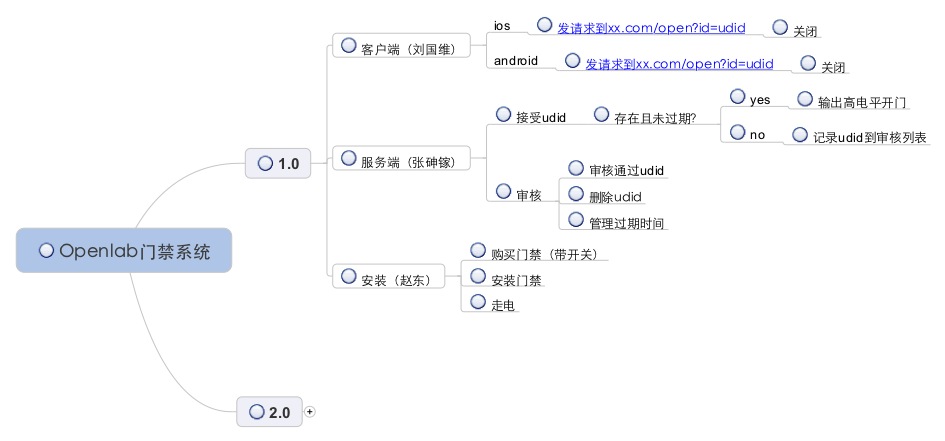 Openlab门禁系统
1.0
客户端（刘国维）
ios
发请求到xx.com/open?id=udid
关闭
android
发请求到xx.com/open?id=udid
关闭
服务端（张砷镓）
接受udid
存在且未过期？
yes
输出高电平开门
no
记录udid到审核列表
审核
审核通过udid
删除udid
管理过期时间
安装（赵东）
购买门禁（带开关）
安装门禁
走电
2.0